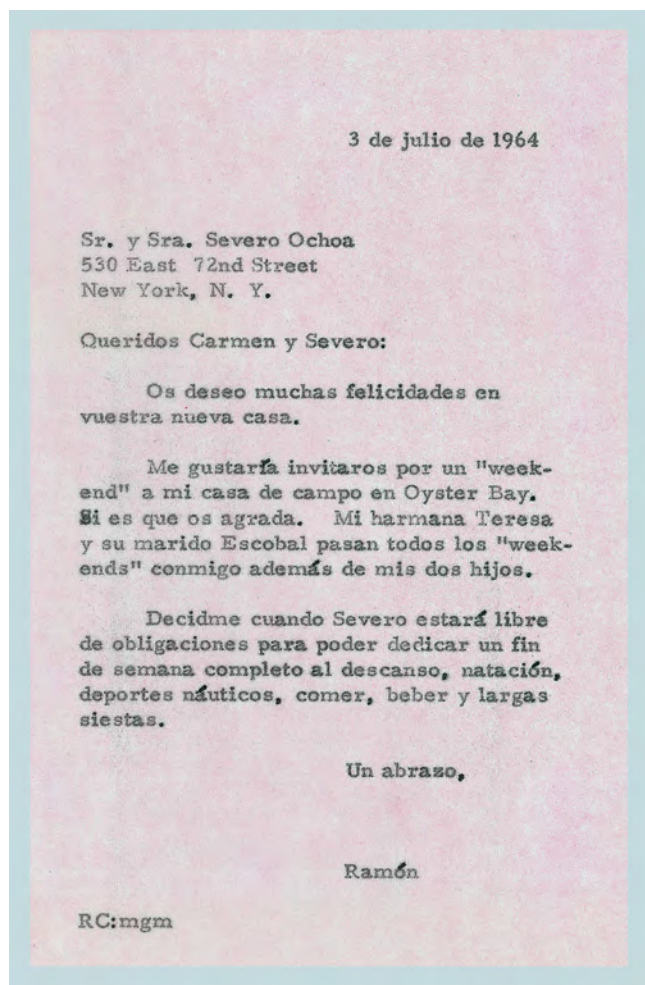 3 de julio de 1964
Sr. y Sra. Severo Ochoa
530 East 72nd Street
New York, N. Y.
Queridos Carmen y Severo:
Os deseo muchas felicidades en
vuestra nueva casa.
Me gustaría invitaros por un "week-
end" a mi casa de campo en Oyster Bay.
Si es que os agrada. Mi harmana Teresa
y su marido Escobal pasan todos los "week-
ends" conmigo además de mis dos hijos.
Decidme cuando Severo estará libre
de obligaciones para poder dedicar un fin
de semana completo al descanso, natación,
deportes náuticos, comer, beber y largas
siestas.
Un abrazo,
Ramón
RC:mgm